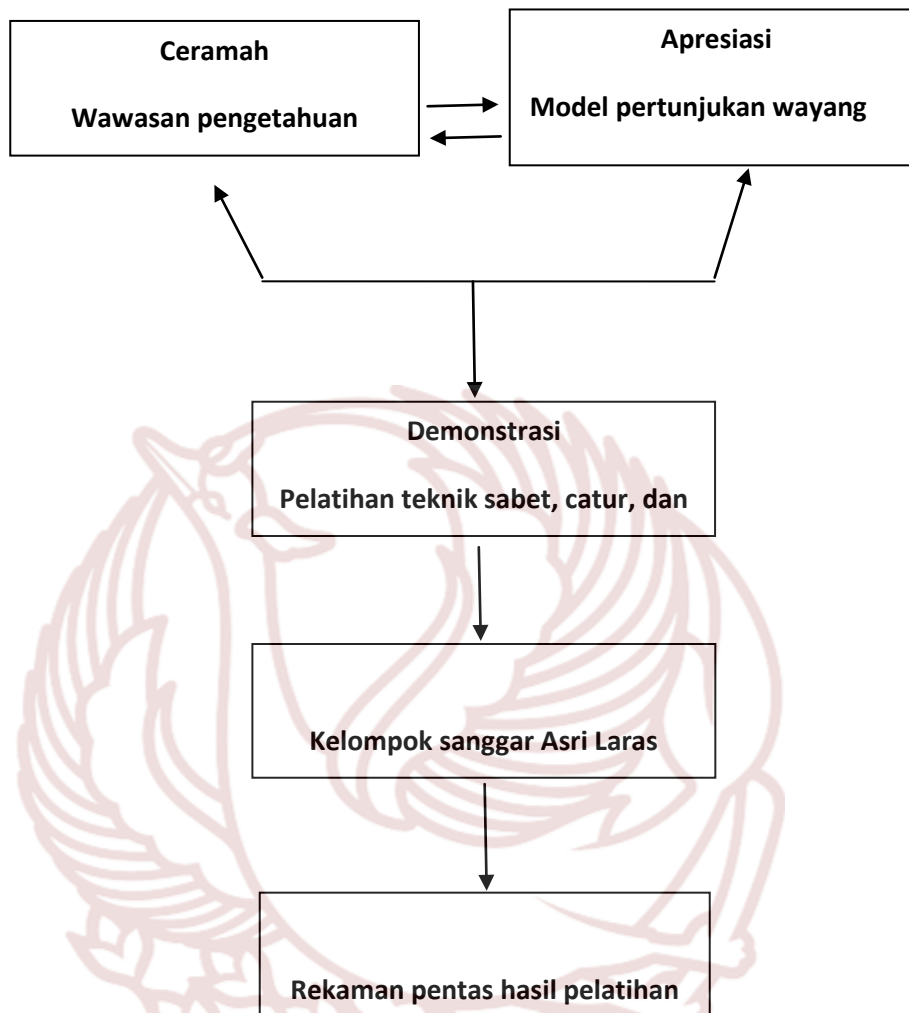 Ceramah
Wawasan pengetahuan
Apresiasi
Model pertunjukan wayang
Demonstrasi
Pelatihan teknik sabet, catur, dan
Kelompok sanggar Asri Laras
Rekaman pentas hasil pelatihan